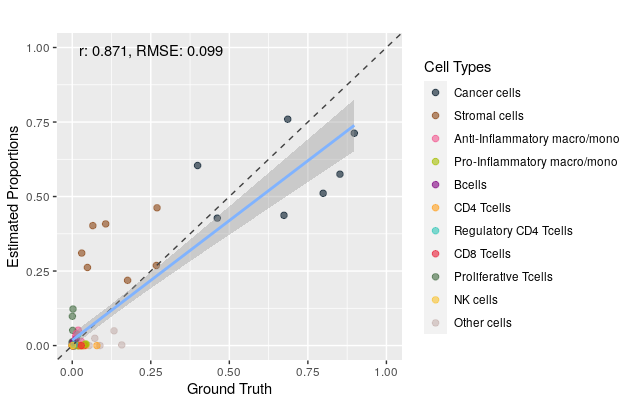 r: 0.871, RMSE: 0.099
1.00
0.75
0.50
0.25
0.00
Estimated Proportions
0.00 0.25 0.50 0.75 1.00
Ground Truth
Cell Types
Cancer cells
Stromal cells
Anti-Inflammatory macro/mono
Pro-Inflammatory macro/mono
Bcells
CD4 Tcells
Regulatory CD4 Tcells
CD8 Tcells
Proliferative Tcells
NK cells
Other cells